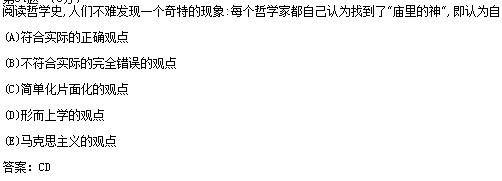 阅读哲学史,人们不难发现一个奇特的现象:每个哲学家都自己认为找到了“庙里的神”,即认为自
(A)符合实际的正确观点
(B)不符合实际的完全错误的观点
(C)简单化片面化的观点
(D)形而上学的观点
(E)马克思主义的观点
答案: CD